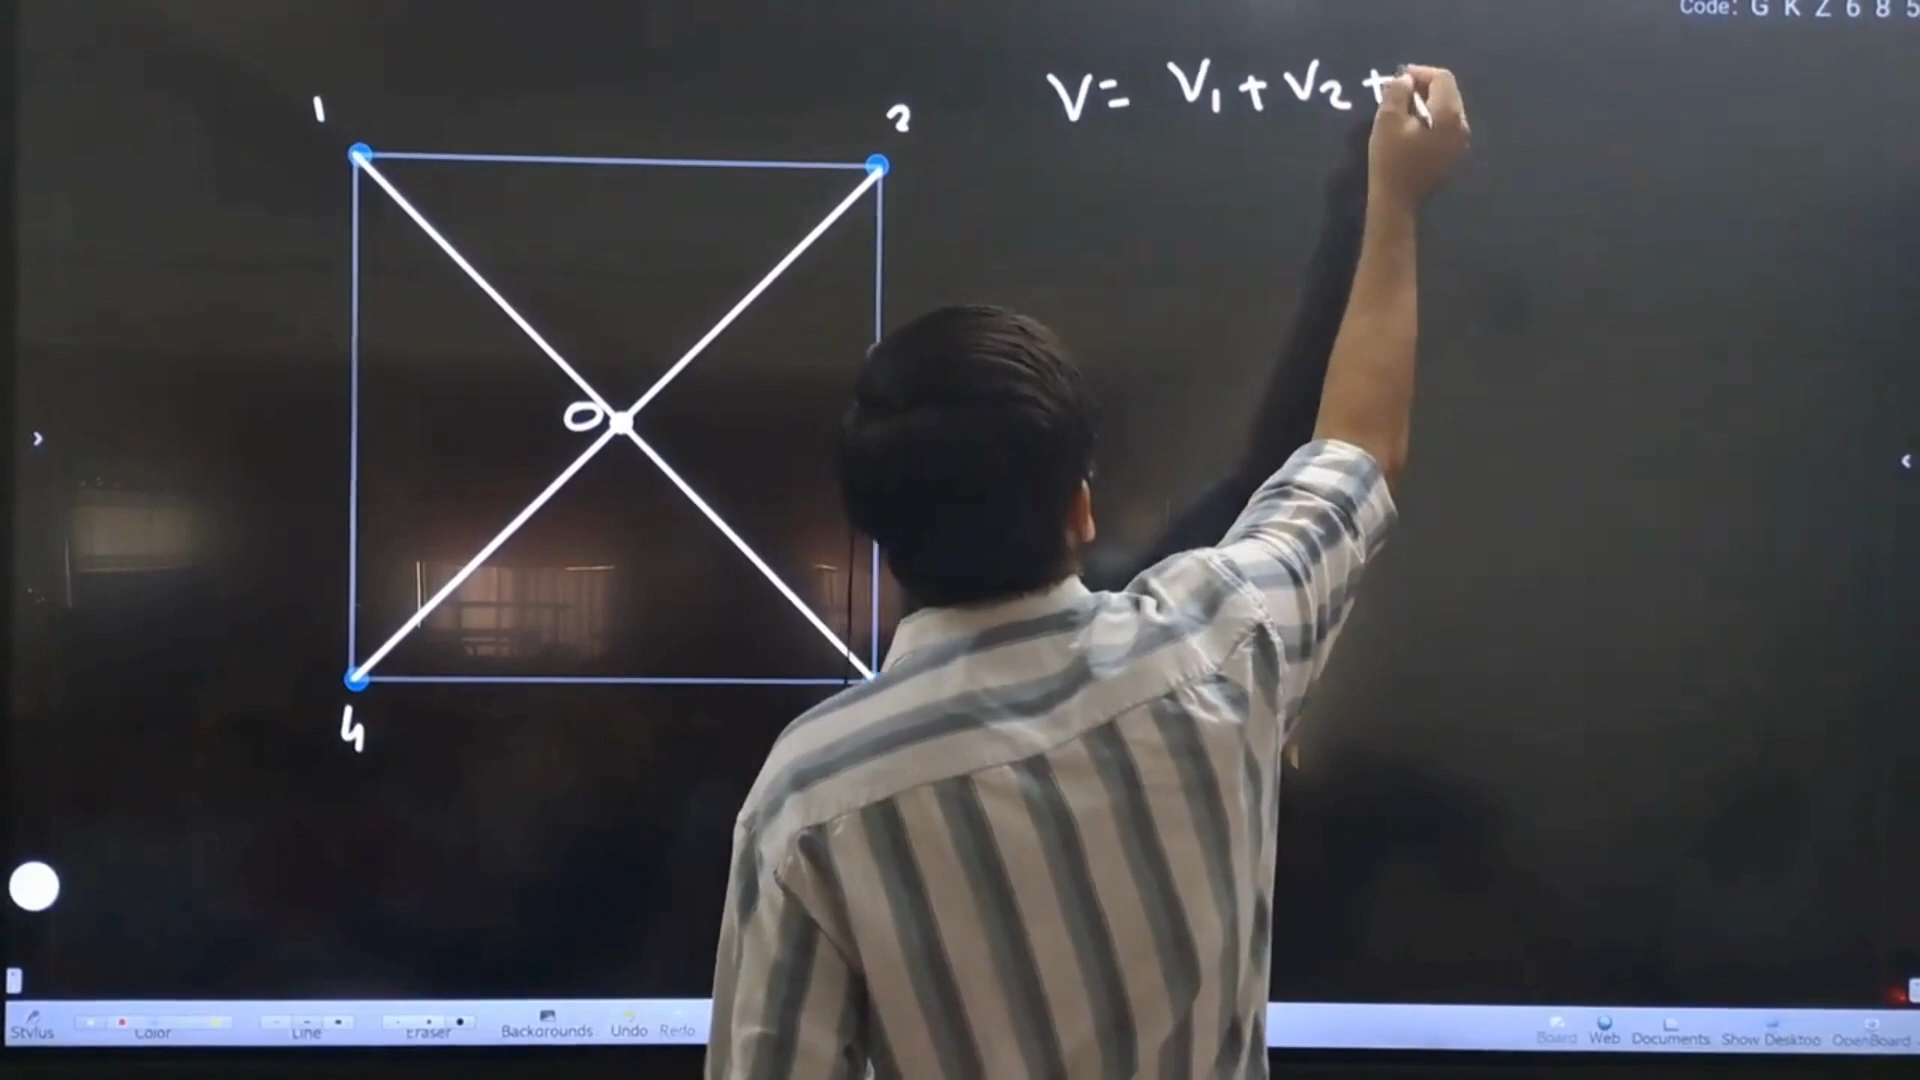 Code: G K Z 6 8 5
1
2
V = V₁ + V₂ +
O
4
Stylus Color Line Eraser Backgrounds Undo Redo Board Web Documents Show Desktop OpenBoard